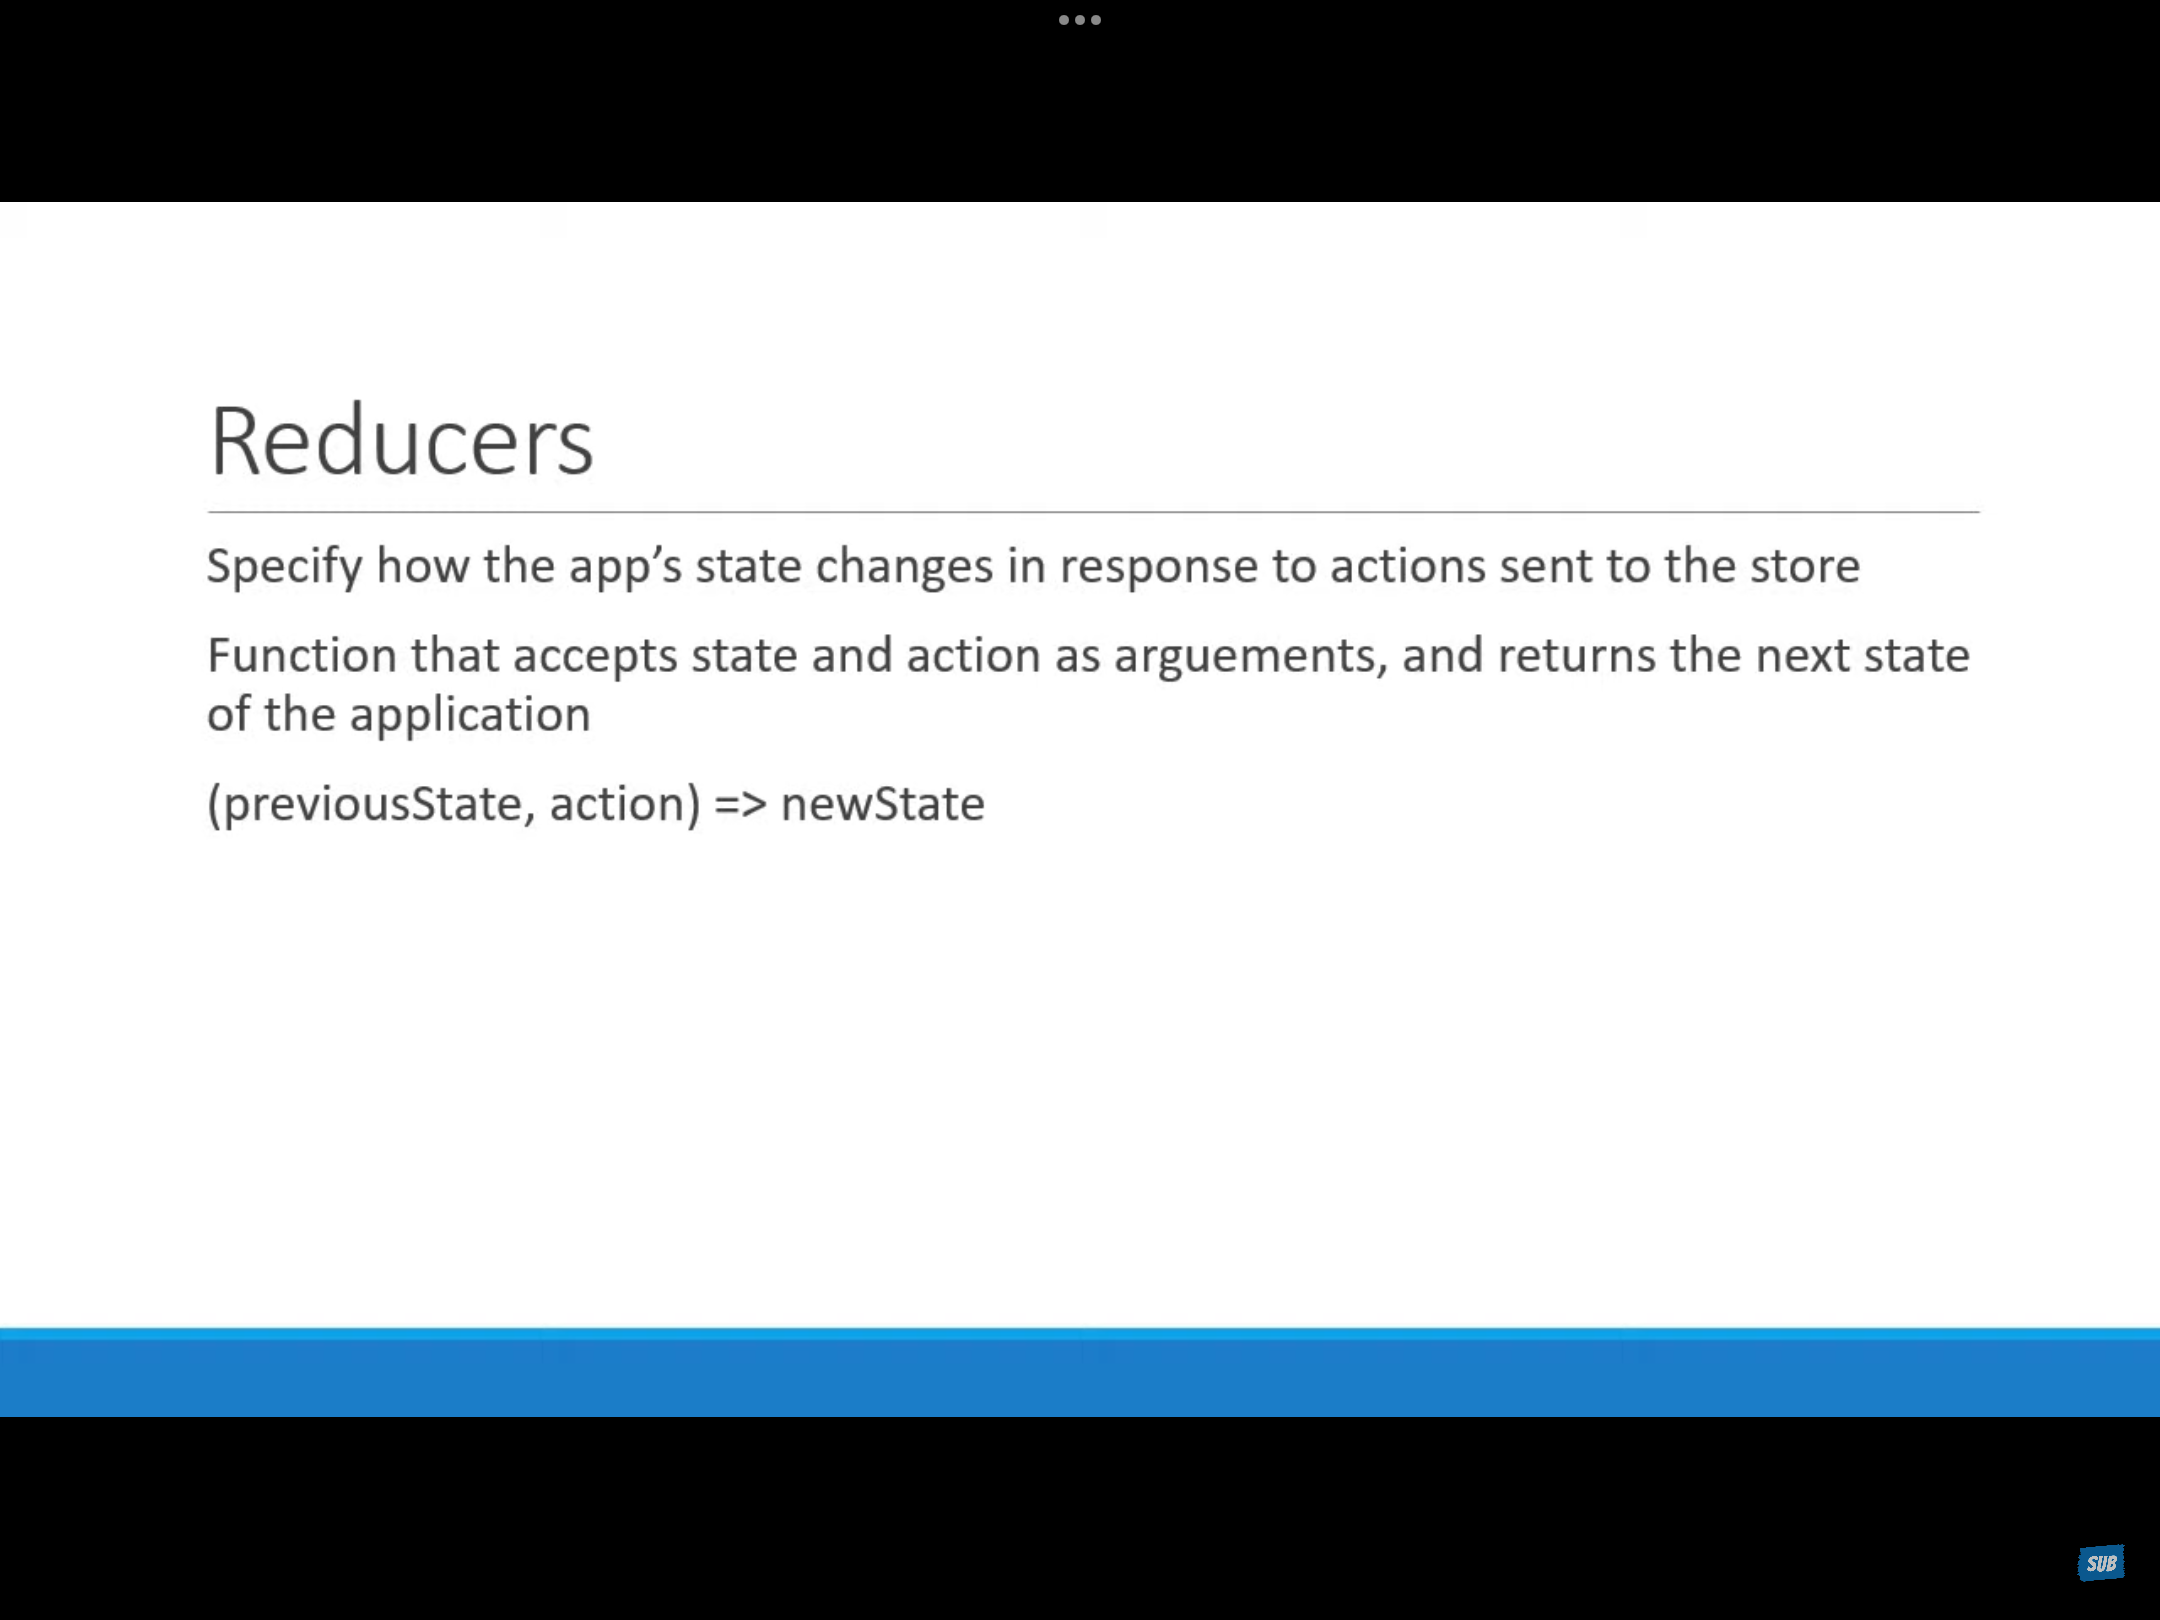 Reducers
Specify how the app’s state changes in response to actions sent to the store
Function that accepts state and action as arguements, and returns the next state
of the application
(previousState, action) => newState
SUB